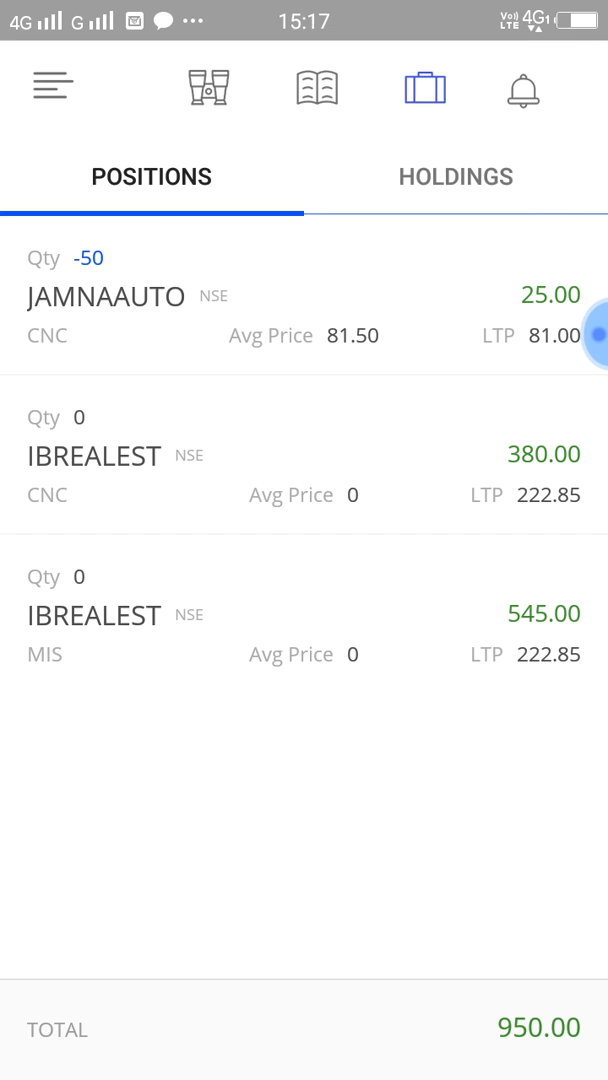 4G G 15:17 Vo)) LTE 4G1
POSITIONS HOLDINGS
Qty -50
JAMNAAUTO NSE 25.00
CNC Avg Price 81.50 LTP 81.00
Qty 0
IBREALEST NSE 380.00
CNC Avg Price 0 LTP 222.85
Qty 0
IBREALEST NSE 545.00
MIS Avg Price 0 LTP 222.85
TOTAL 950.00